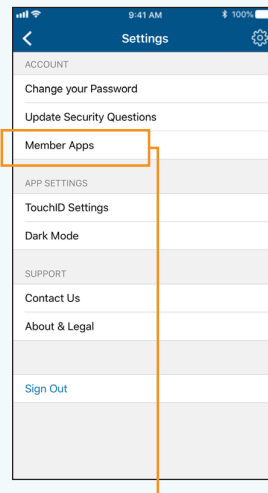 9:41 AM
100%
Settings
ACCOUNT
Change your Password
Update Security Questions
Member Apps
APP SETTINGS
TouchID Settings
Dark Mode
SUPPORT
Contact Us
About & Legal
Sign Out